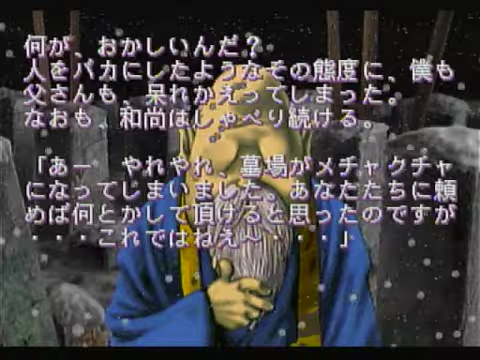 何が、おかしいんだ？
人をバカにしたようなその態度に、僕も
父さんも、呆れかえってしまった。
なおも、和尚はしゃべり続ける。
「あー　やれやれ、墓場がメチャクチャ
になってしまいました。あなたたちに頼
めば何とかして頂けると思ったのですが
・・・これではねえ～・・・」